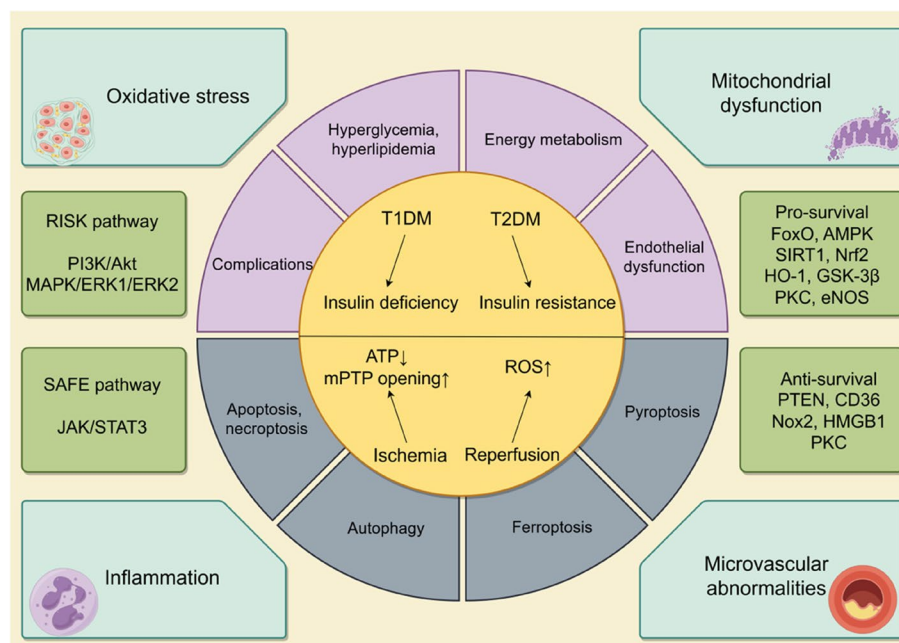 Oxidative stress
Mitochondrial
dysfunction
Hyperglycemia,
hyperlipidemia
Energy metabolism
Complications
Endothelial
dysfunction
RISK pathway
PI3K/Akt
MAPK/ERK1/ERK2
Pro-survival
FoxO, AMPK
SIRT1, Nrf2
HO-1, GSK-3β
PKC, eNOS
T1DM
T2DM
Insulin deficiency
Insulin resistance
ATP↓
mPTP opening↑
ROS↑
Ischemia
Reperfusion
SAFE pathway
JAK/STAT3
Anti-survival
PTEN, CD36
Nox2, HMGB1
PKC
Apoptosis,
necroptosis
Autophagy
Ferroptosis
Pyroptosis
Inflammation
Microvascular
abnormalities